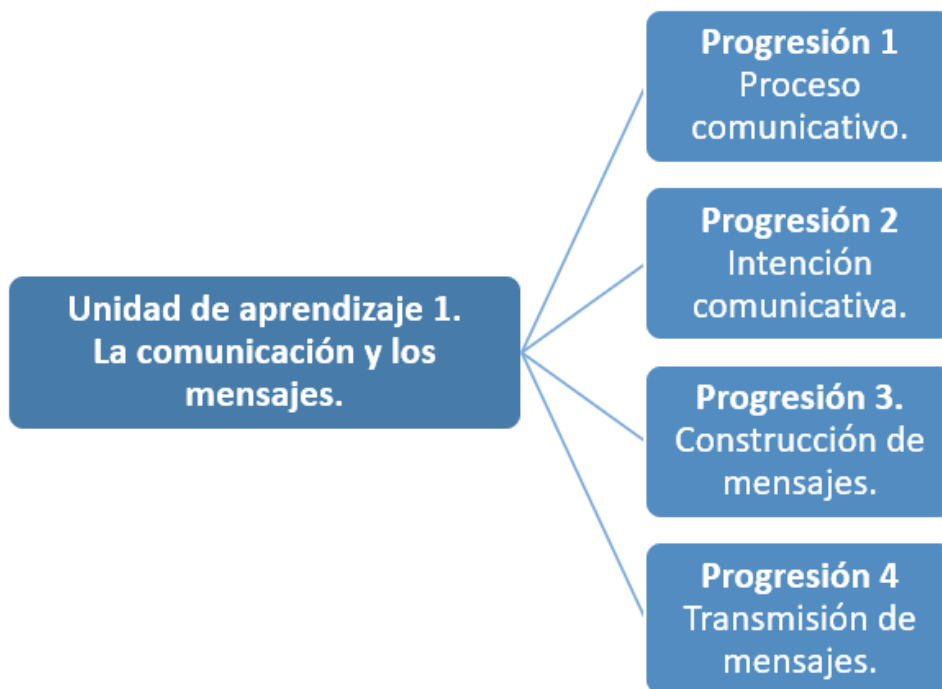 Unidad de aprendizaje 1.
La comunicación y los
mensajes.
Progresión 1
Proceso
comunicativo.
Progresión 2
Intención
comunicativa.
Progresión 3.
Construcción de
mensajes.
Progresión 4
Transmisión de
mensajes.